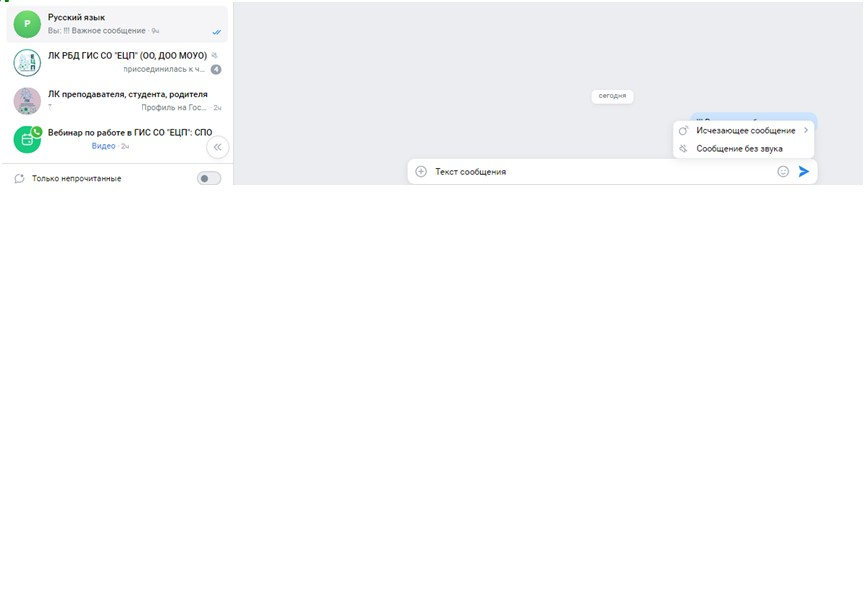 Р
Русский язык
Вы: !!! Важное сообщение · 9ч
ЛК РБД ГИС СО "ЕЦП" (ОО, ДОО МОУО)
присоединилась к ч...
4
ЛК преподавателя, студента, родителя
Профиль на Гос... · 2ч
Вебинар по работе в ГИС СО "ЕЦП": СПО
Видео · 2ч
Только непрочитанные
сегодня
Исчезающее сообщение
Сообщение без звука
Текст сообщения